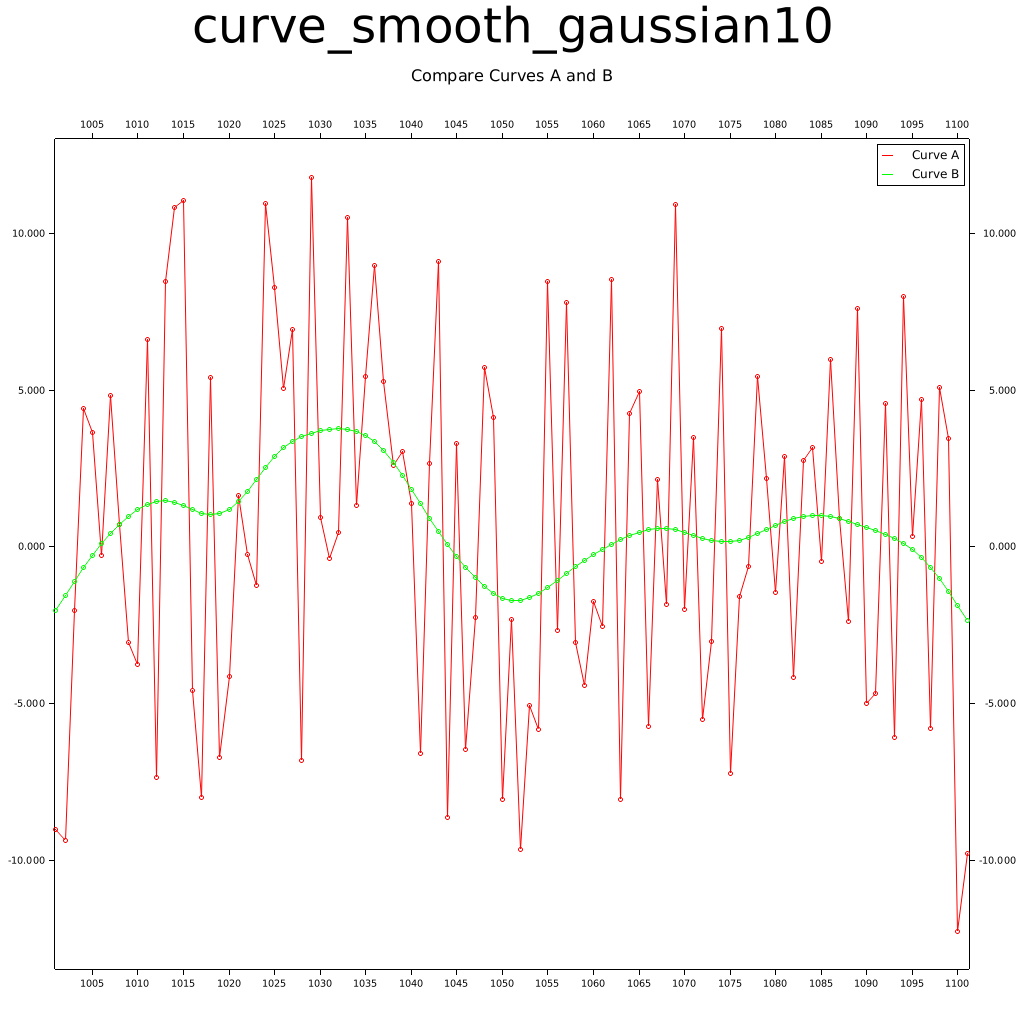 curve_smooth_gaussian10
Compare Curves A and B
1005 1010 1015 1020 1025 1030 1035 1040 1045 1050 1055 1060 1065 1070 1075 1080 1085 1090 1095 1100
Curve A
Curve B
10.000 10.000
5.000 5.000
0.000 0.000
-5.000 -5.000
-10.000 -10.000
1005 1010 1015 1020 1025 1030 1035 1040 1045 1050 1055 1060 1065 1070 1075 1080 1085 1090 1095 1100